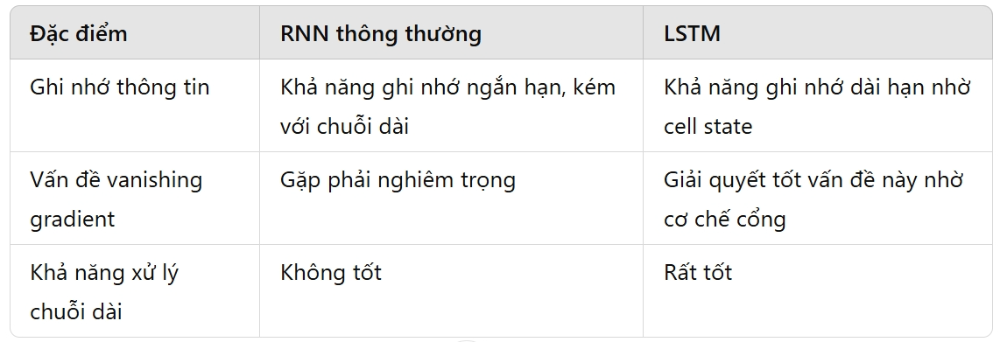 Đặc điểm
RNN thông thường
LSTM
Ghi nhớ thông tin
Khả năng ghi nhớ ngắn hạn, kém
với chuỗi dài
Khả năng ghi nhớ dài hạn nhờ
cell state
Vấn đề vanishing
gradient
Gặp phải nghiêm trọng
Giải quyết tốt vấn đề này nhờ
cơ chế cổng
Khả năng xử lý
chuỗi dài
Không tốt
Rất tốt